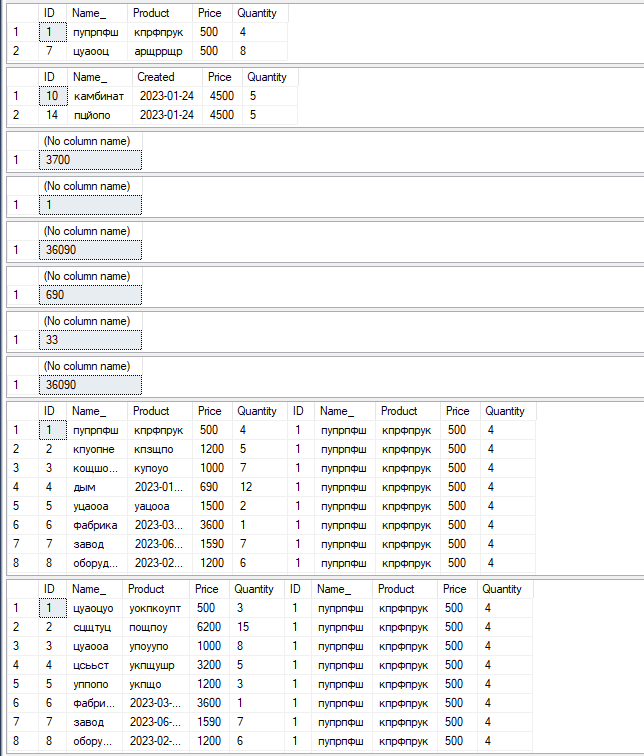 ID Name_ Product Price Quantity
1 1 пупрпфш кпрфпрук 500 4
2 7 цуаооц арщррщр 500 8
ID Name_ Created Price Quantity
1 10 камбинат 2023-01-24 4500 5
2 14 пцйопо 2023-01-24 4500 5
(No column name)
1 3700
(No column name)
1 1
(No column name)
1 36090
(No column name)
1 690
(No column name)
1 33
(No column name)
1 36090
ID Name_ Product Price Quantity ID Name_ Product Price Quantity
1 1 пупрпфш кпрфпрук 500 4 1 пупрпфш кпрфпрук 500 4
2 2 кпуопне кпзщпо 1200 5 1 пупрпфш кпрфпрук 500 4
3 3 кощшо... купоуо 1000 7 1 пупрпфш кпрфпрук 500 4
4 4 дым 2023-01... 690 12 1 пупрпфш кпрфпрук 500 4
5 5 уцаооа уацооа 1500 2 1 пупрпфш кпрфпрук 500 4
6 6 фабрика 2023-03... 3600 1 1 пупрпфш кпрфпрук 500 4
7 7 завод 2023-06... 1590 7 1 пупрпфш кпрфпрук 500 4
8 8 оборуд... 2023-02... 1200 6 1 пупрпфш кпрфпрук 500 4
ID Name_ Product Price Quantity ID Name_ Product Price Quantity
1 1 цуаоцуо уокпкоупт 500 3 1 пупрпфш кпрфпрук 500 4
2 2 сцщтуц пощпоу 6200 15 1 пупрпфш кпрфпрук 500 4
3 3 цуаооа упоуупо 1000 8 1 пупрпфш кпрфпрук 500 4
4 4 цсььст укпщушр 3200 5 1 пупрпфш кпрфпрук 500 4
5 5 уппопо укпщо 1200 3 1 пупрпфш кпрфпрук 500 4
6 6 фабри... 2023-03-... 3600 1 1 пупрпфш кпрфпрук 500 4
7 7 завод 2023-06-... 1590 7 1 пупрпфш кпрфпрук 500 4
8 8 обору... 2023-02-... 1200 6 1 пупрпфш кпрфпрук 500 4